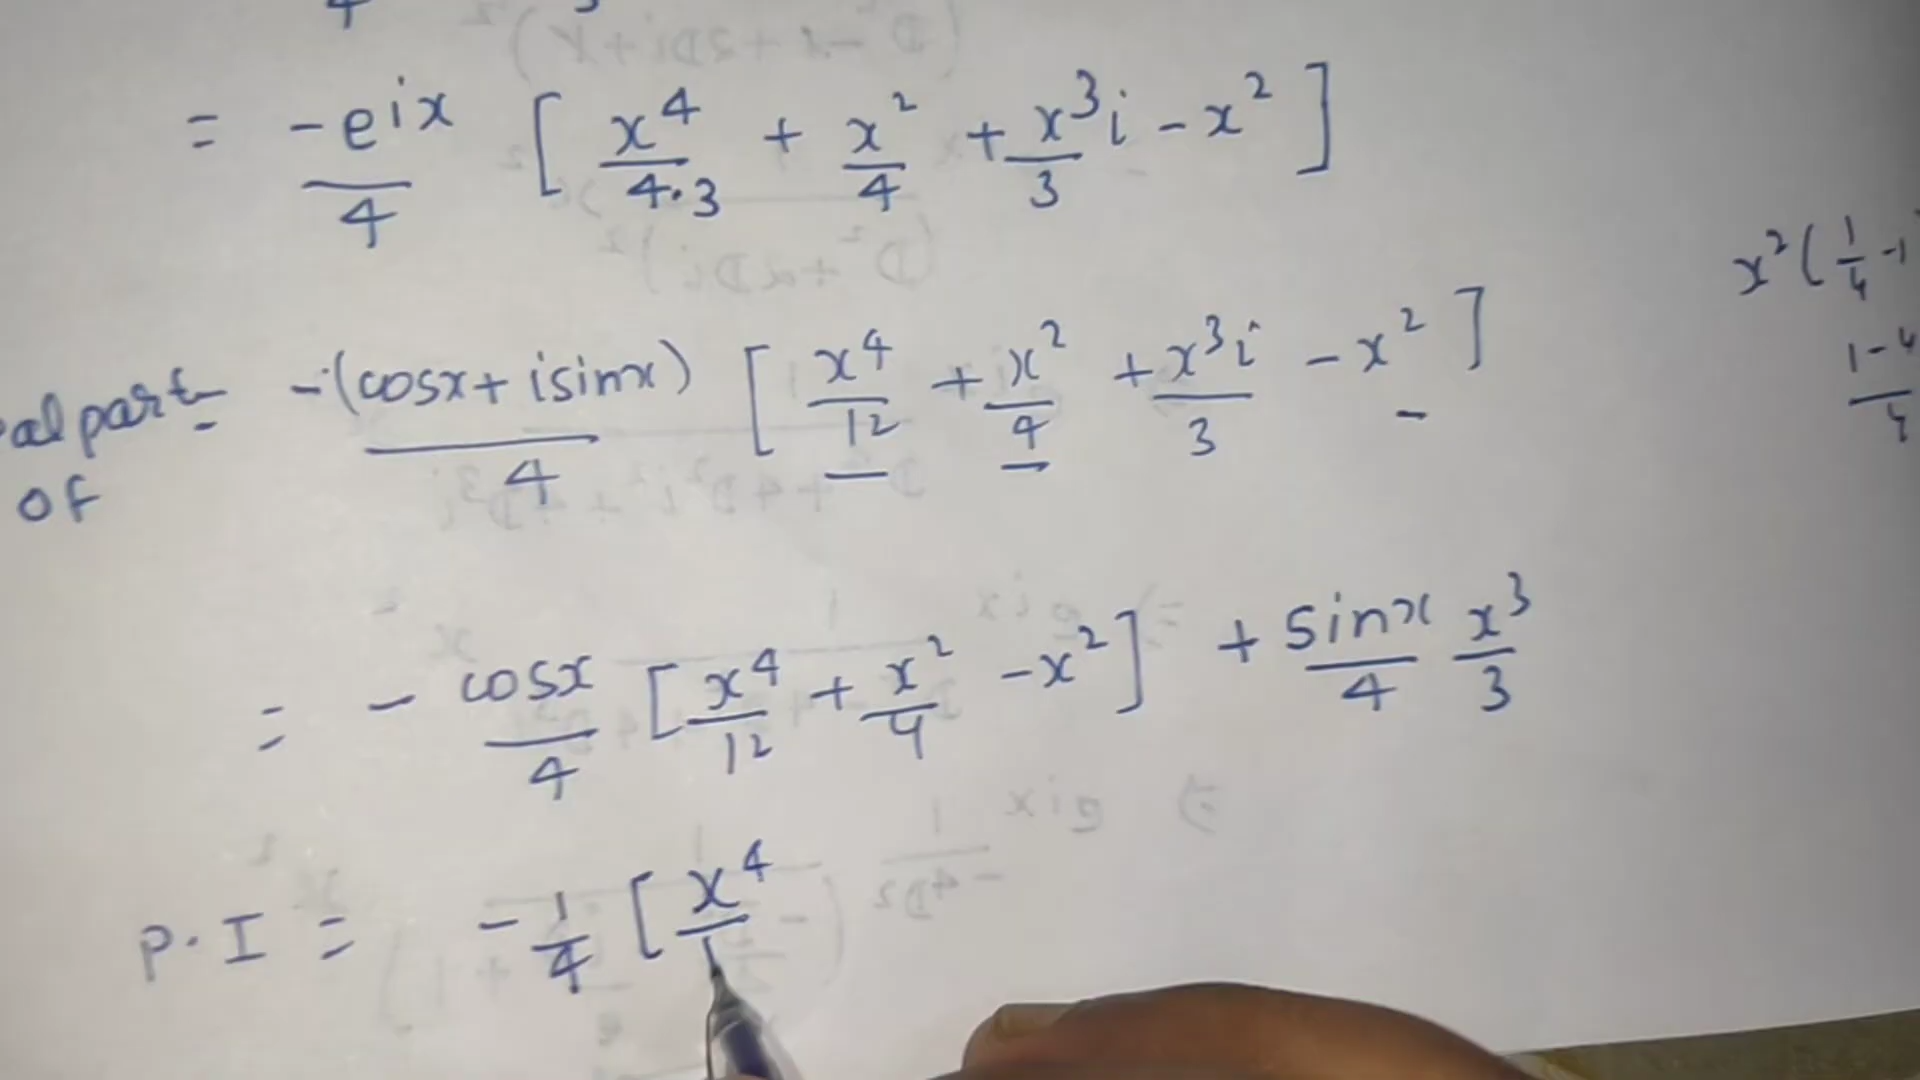 = -e^{ix}/4 [ x^4/4·3 + x^2/4 + x^3 i/3 - x^2 ]
x^2 ( 1/4 -1
1-4/4
part = -(cosx + isinx)/4 [ x^4/12 + x^2/4 + x^3 i/3 - x^2 ]
of
= - cosx/4 [ x^4/12 + x^2/4 - x^2 ] + sinx/4 x^3/3
P.I = -1/4 [ x^4/1